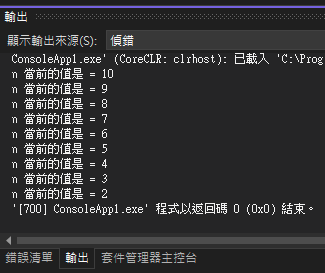 輸出
顯示輸出來源(S): 偵錯
ConsoleApp1.exe' (CoreCLR: clrhost): 已載入 'C:\Prog
n 當前的值是 = 10
n 當前的值是 = 9
n 當前的值是 = 8
n 當前的值是 = 7
n 當前的值是 = 6
n 當前的值是 = 5
n 當前的值是 = 4
n 當前的值是 = 3
n 當前的值是 = 2
'[700] ConsoleApp1.exe' 程式以返回碼 0 (0x0) 結束。
錯誤清單 輸出 套件管理器主控台